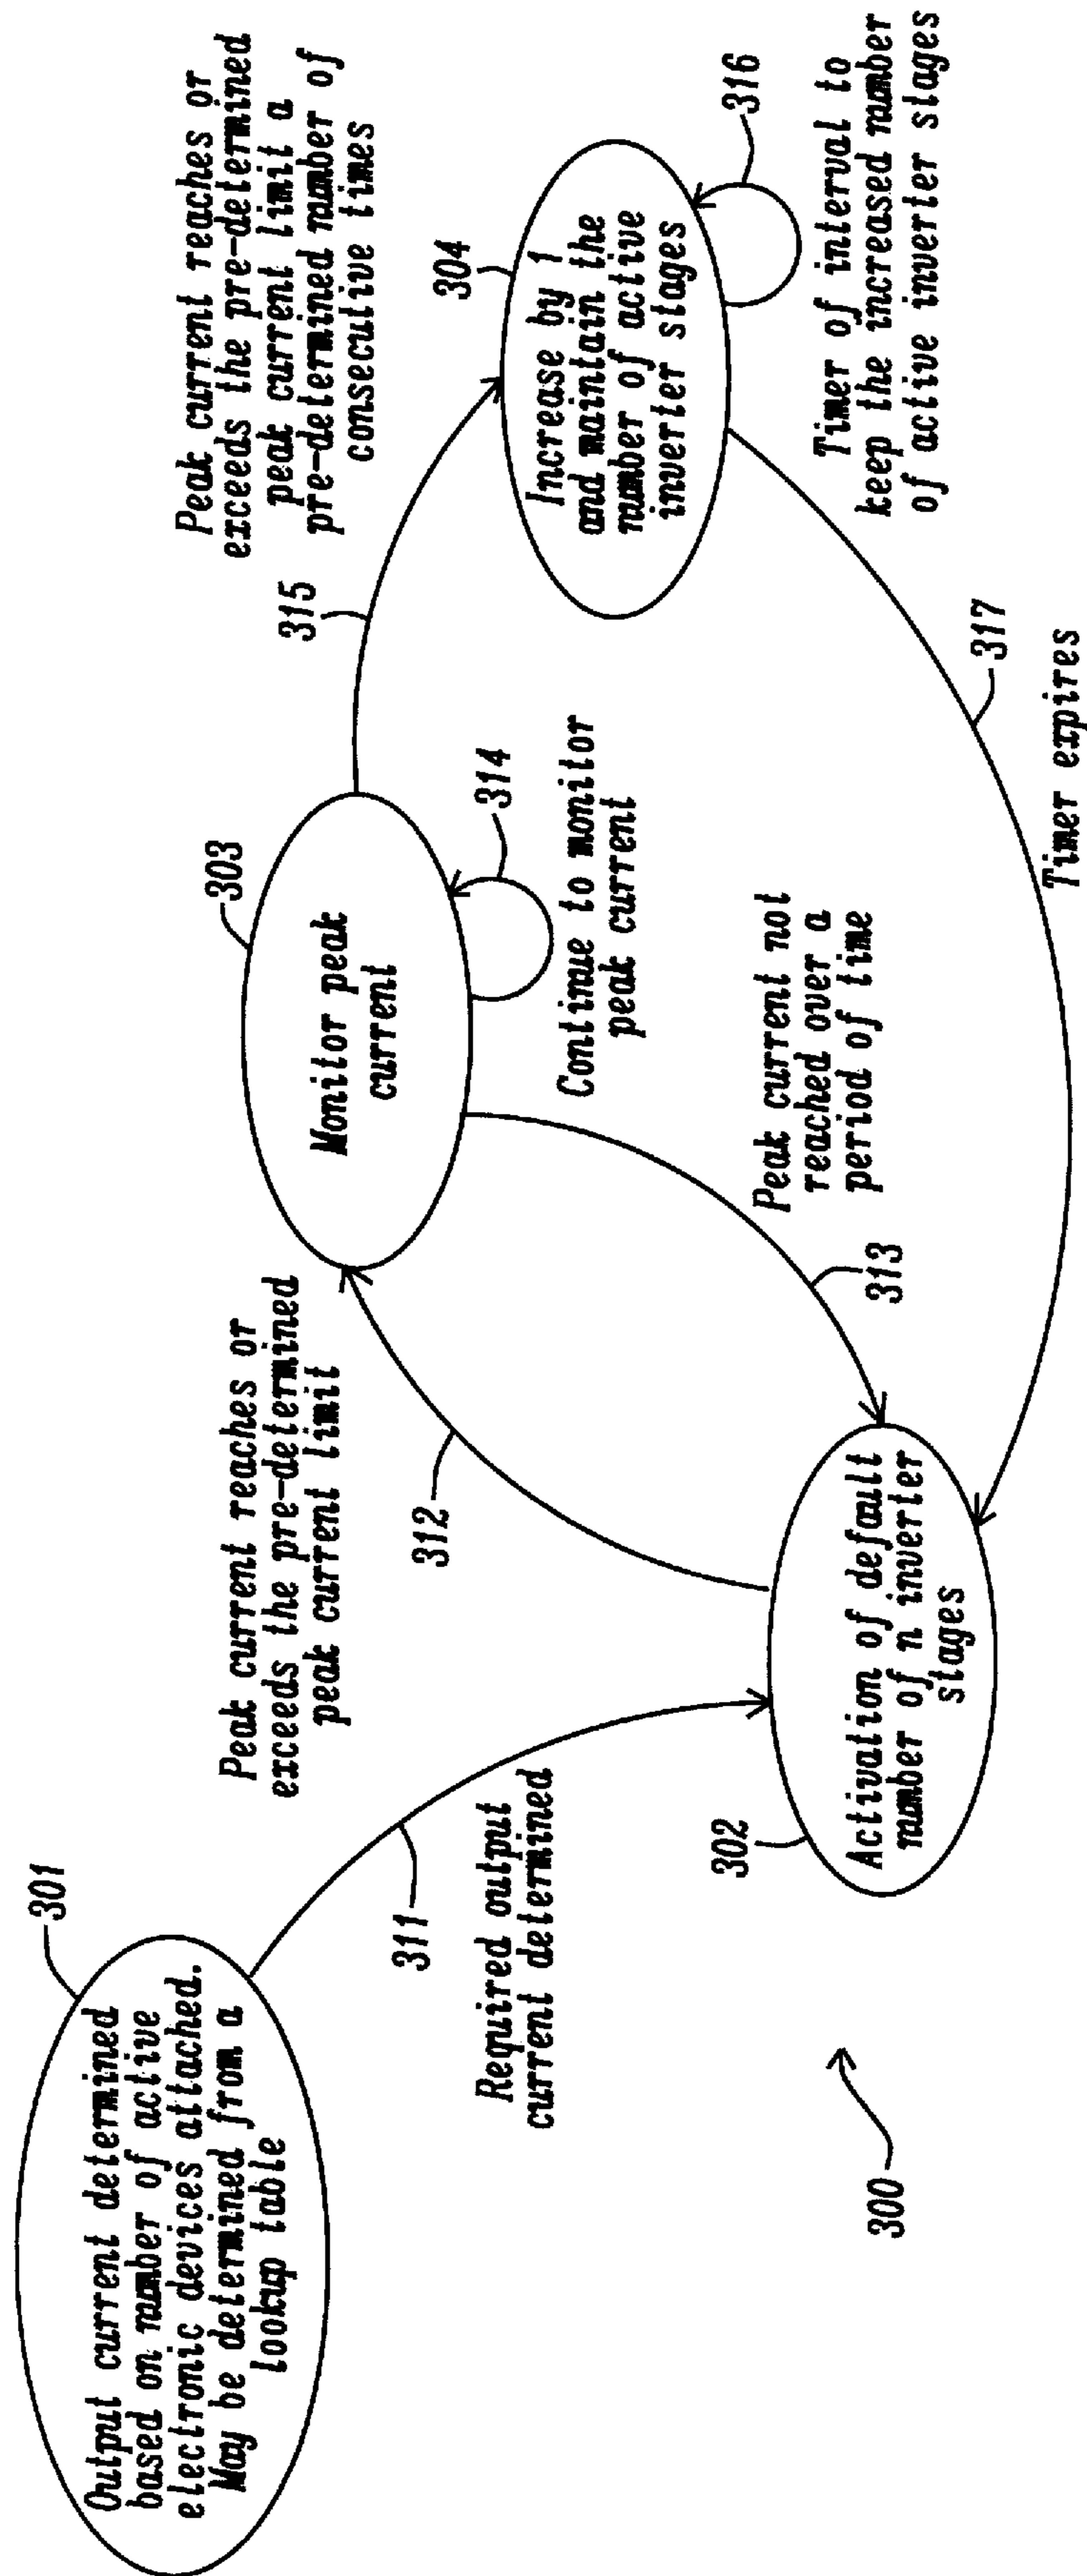 301
Output current determined
based on number of active
electronic devices attached.
May be determined from a
lookup table
311
Required output
current determined
302
Activation of default
number of n inverter
stages
300
Peak current reaches or
exceeds the pre-determined
peak current limit
312
303
Monitor peak
current
314
Continue to monitor
peak current
Peak current not
reached over a
period of time
313
Peak current reaches or
exceeds the pre-determined
peak current limit a
pre-determined number of
consecutive times
315
304
Increase by 1
and maintain the
number of active
inverter stages
316
Timer of interval to
keep the increased number
of active inverter stages
317
Timer expires